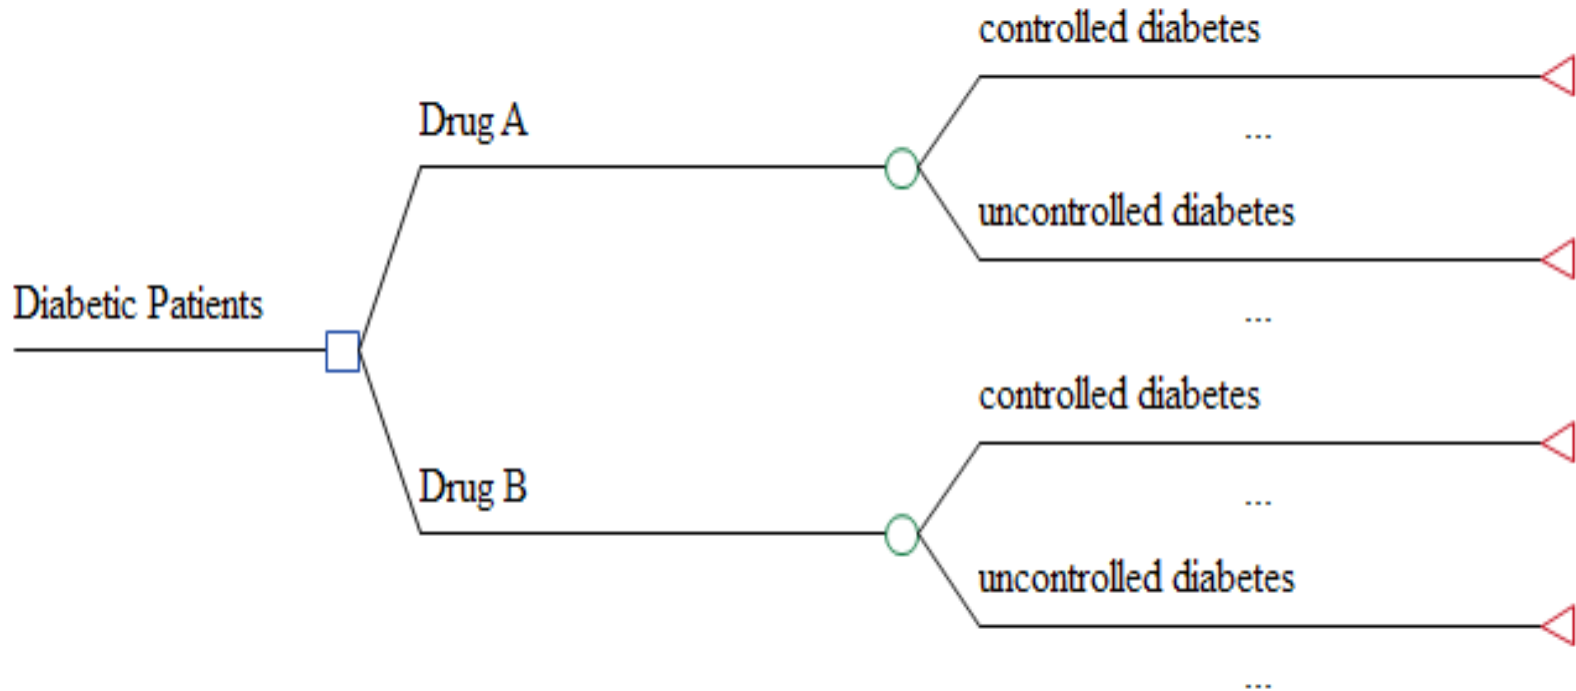 controlled diabetes
...
Drug A
uncontrolled diabetes
...
Diabetic Patients
controlled diabetes
...
Drug B
uncontrolled diabetes
...